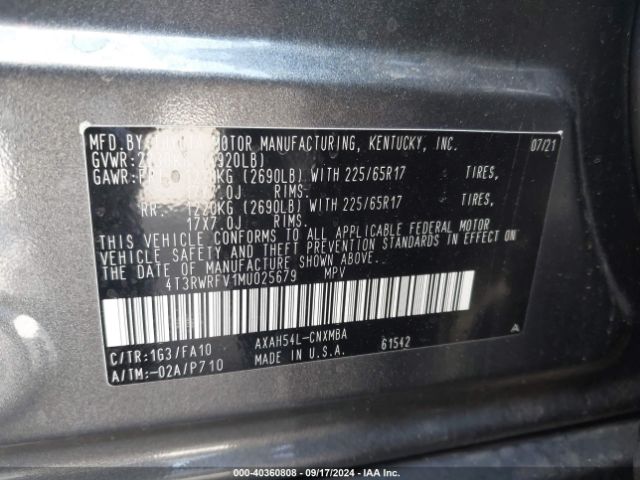 MFD. BY MOTOR MANUFACTURING, KENTUCKY, INC. 07/21
GVWR:
GAWR: (2690LB) WITH 225/65R17 TIRES,
RIMS.
RR. 1220KG (2690LB) WITH 225/65R17 TIRES,
17X7.0J RIMS.
THIS VEHICLE CONFORMS TO ALL APPLICABLE FEDERAL MOTOR
VEHICLE SAFETY AND THEFT PREVENTION STANDARDS IN EFFECT ON
THE DATE OF MANUFACTURE SHOWN ABOVE.
4T3RWRFV1MU025679 MPV
C/TR:1G3/FA10 AXAH54L-CNXMBA 61542 A
A/TM:-02A/P710 MADE IN U.S.A.
000-40360808 - 09/17/2024 - IAA Inc.